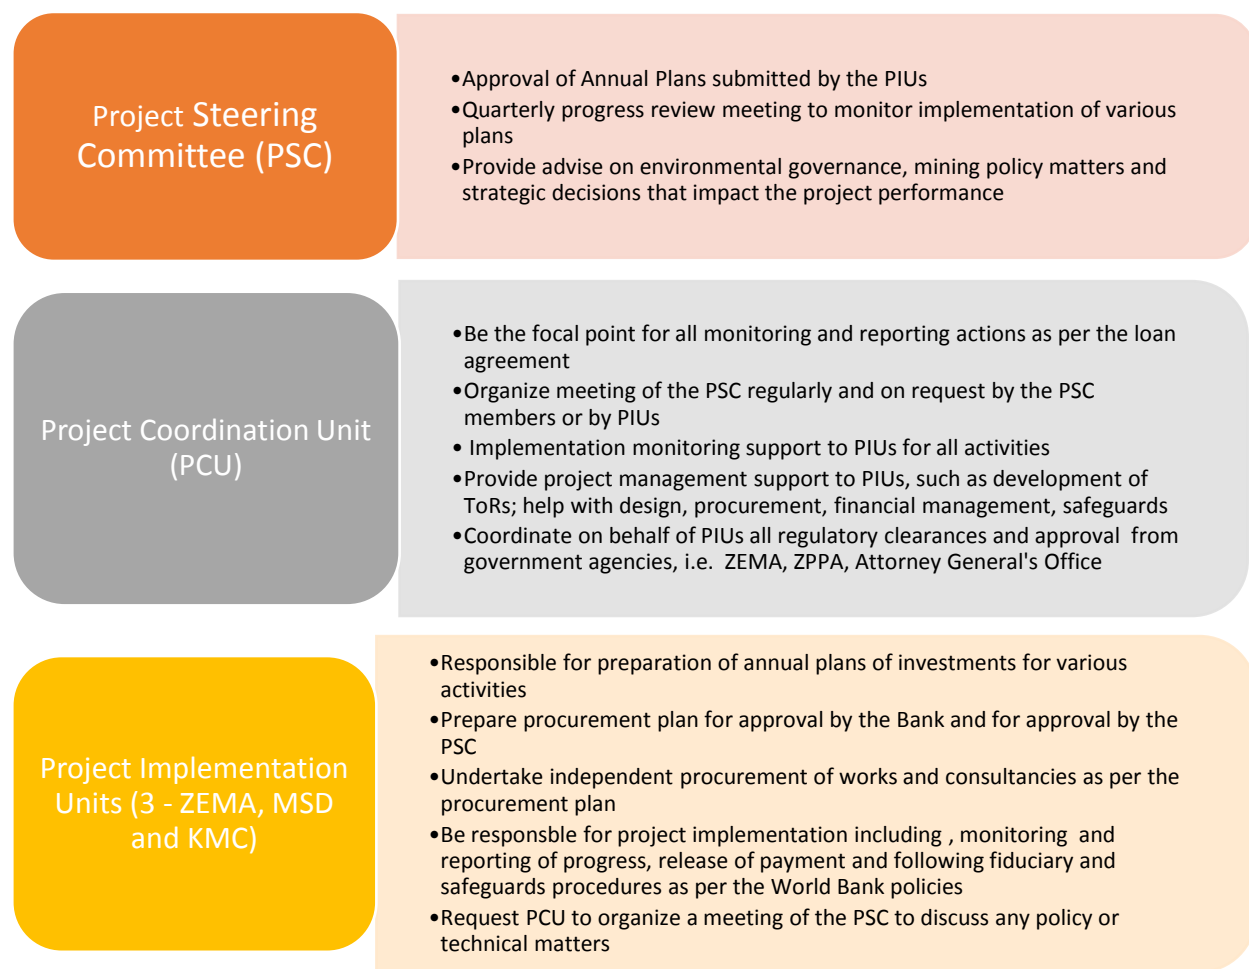 Project Steering
Committee (PSC)
•Approval of Annual Plans submitted by the PIUs
•Quarterly progress review meeting to monitor implementation of various
plans
•Provide advise on environmental governance, mining policy matters and
strategic decisions that impact the project performance
Project Coordination Unit
(PCU)
•Be the focal point for all monitoring and reporting actions as per the loan
agreement
•Organize meeting of the PSC regularly and on request by the PSC
members or by PIUs
• Implementation monitoring support to PIUs for all activities
•Provide project management support to PIUs, such as development of
ToRs; help with design, procurement, financial management, safeguards
•Coordinate on behalf of PIUs all regulatory clearances and approval  from
government agencies, i.e.  ZEMA, ZPPA, Attorney General's Office
Project Implementation
Units (3 - ZEMA, MSD
and KMC)
•Responsible for preparation of annual plans of investments for various
activities
•Prepare procurement plan for approval by the Bank and for approval by the
PSC
•Undertake independent procurement of works and consultancies as per the
procurement plan
•Be responsble for project implementation including , monitoring  and
reporting of progress, release of payment and following fiduciary and
safeguards procedures as per the World Bank policies
•Request PCU to organize a meeting of the PSC to discuss any policy or
technical matters